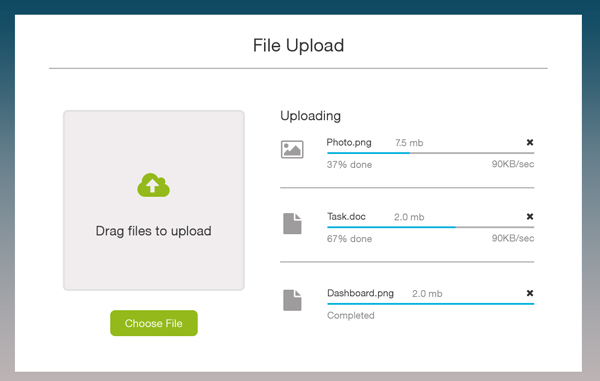 File Upload
Drag files to upload
Choose File
Uploading
Photo.png 7.5 mb
37% done 90KB/sec
Task.doc 2.0 mb
67% done 90KB/sec
Dashboard.png 2.0 mb
Completed